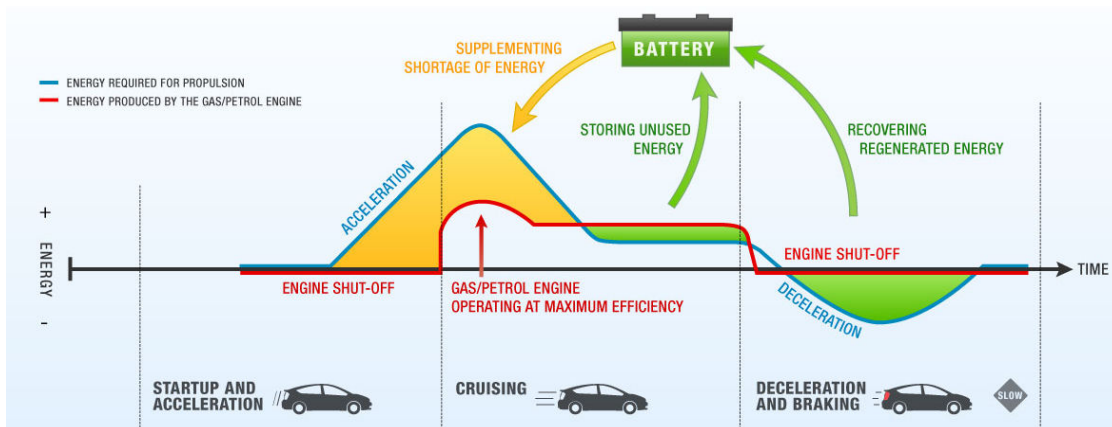 BATTERY
SUPPLEMENTING
SHORTAGE OF ENERGY
ENERGY REQUIRED FOR PROPULSION
ENERGY PRODUCED BY THE GAS/PETROL ENGINE
STORING UNUSED
ENERGY
RECOVERING
REGENERATED ENERGY
ACCELERATION
+
ENERGY
-
ENGINE SHUT-OFF
GAS/PETROL ENGINE
OPERATING AT MAXIMUM EFFICIENCY
ENGINE SHUT-OFF
TIME
DECELERATION
STARTUP AND
ACCELERATION
CRUISING
DECELERATION
AND BRAKING
SLOW